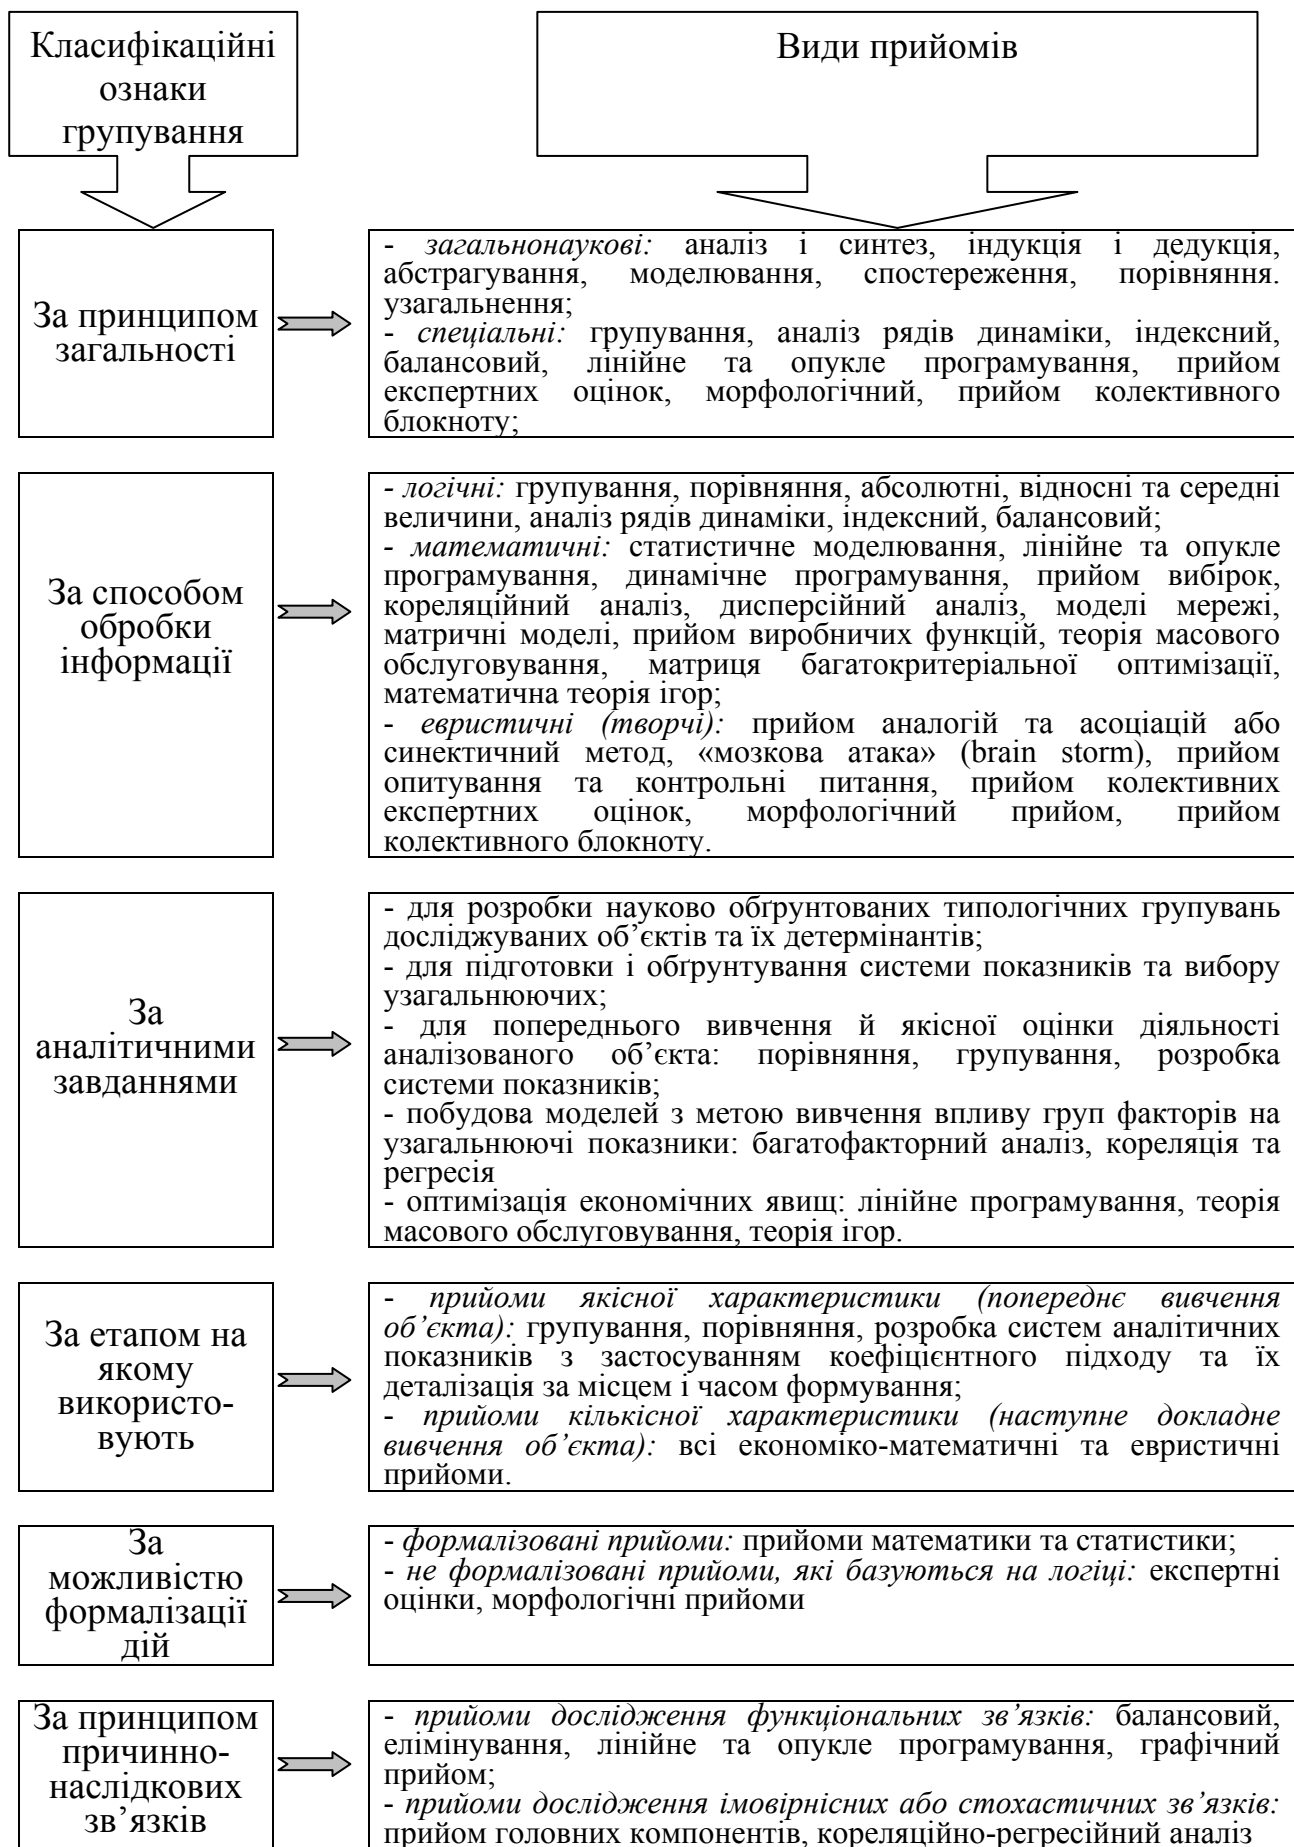 Класифікаційні
ознаки
групування
Види прийомів
За принципом
загальності
- загальнонаукові: аналіз і синтез, індукція і дедукція,
абстрагування, моделювання, спостереження, порівняння.
узагальнення;
- спеціальні: групування, аналіз рядів динаміки, індексний,
балансовий, лінійне та опукле програмування, прийом
експертних оцінок, морфологічний, прийом колективного
блокноту;
За способом
обробки
інформації
- логічні: групування, порівняння, абсолютні, відносні та середні
величини, аналіз рядів динаміки, індексний, балансовий;
- математичні: статистичне моделювання, лінійне та опукле
програмування, динамічне програмування, прийом вибірок,
кореляційний аналіз, дисперсійний аналіз, моделі мережі,
матричні моделі, прийом виробничих функцій, теорія масового
обслуговування, матриця багатокритеріальної оптимізації,
математична теорія ігор;
- евристичні (творчі): прийом аналогій та асоціацій або
синектичний метод, «мозкова атака» (brain storm), прийом
опитування та контрольні питання, прийом колективних
експертних оцінок, морфологічний прийом, прийом
колективного блокноту.
За
аналітичними
завданнями
- для розробки науково обґрунтованих типологічних групувань
досліджуваних об’єктів та їх детермінантів;
- для підготовки і обґрунтування системи показників та вибору
узагальнюючих;
- для попереднього вивчення й якісної оцінки діяльності
аналізованого об’єкта: порівняння, групування, розробка
системи показників;
- побудова моделей з метою вивчення впливу груп факторів на
узагальнюючі показники: багатофакторний аналіз, кореляція та
регресія
- оптимізація економічних явищ: лінійне програмування, теорія
масового обслуговування, теорія ігор.
За етапом на
якому
використо-
вують
- прийоми якісної характеристики (попереднє вивчення
об’єкта): групування, порівняння, розробка систем аналітичних
показників з застосуванням коефіцієнтного підходу та їх
деталізація за місцем і часом формування;
- прийоми кількісної характеристики (наступне докладне
вивчення об’єкта): всі економіко-математичні та евристичні
прийоми.
За
можливістю
формалізації
дій
- формалізовані прийоми: прийоми математики та статистики;
- не формалізовані прийоми, які базуються на логіці: експертні
оцінки, морфологічні прийоми
За принципом
причинно-
наслідкових
зв’язків
- прийоми дослідження функціональних зв’язків: балансовий,
елімінування, лінійне та опукле програмування, графічний
прийом;
- прийоми дослідження імовірнісних або стохастичних зв’язків:
прийом головних компонентів, кореляційно-регресійний аналіз